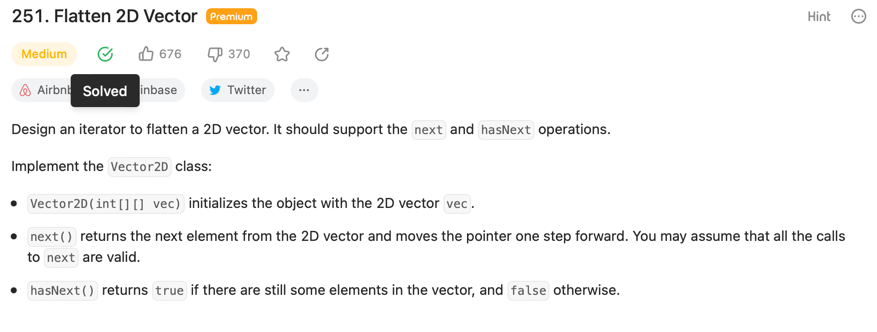 251. Flatten 2D Vector Premium Hint
Medium 676 370
Solved
Twitter ...
Design an iterator to flatten a 2D vector. It should support the next and hasNext operations.
Implement the Vector2D class:
• Vector2D(int[][] vec) initializes the object with the 2D vector vec.
• next() returns the next element from the 2D vector and moves the pointer one step forward. You may assume that all the calls
to next are valid.
• hasNext() returns true if there are still some elements in the vector, and false otherwise.